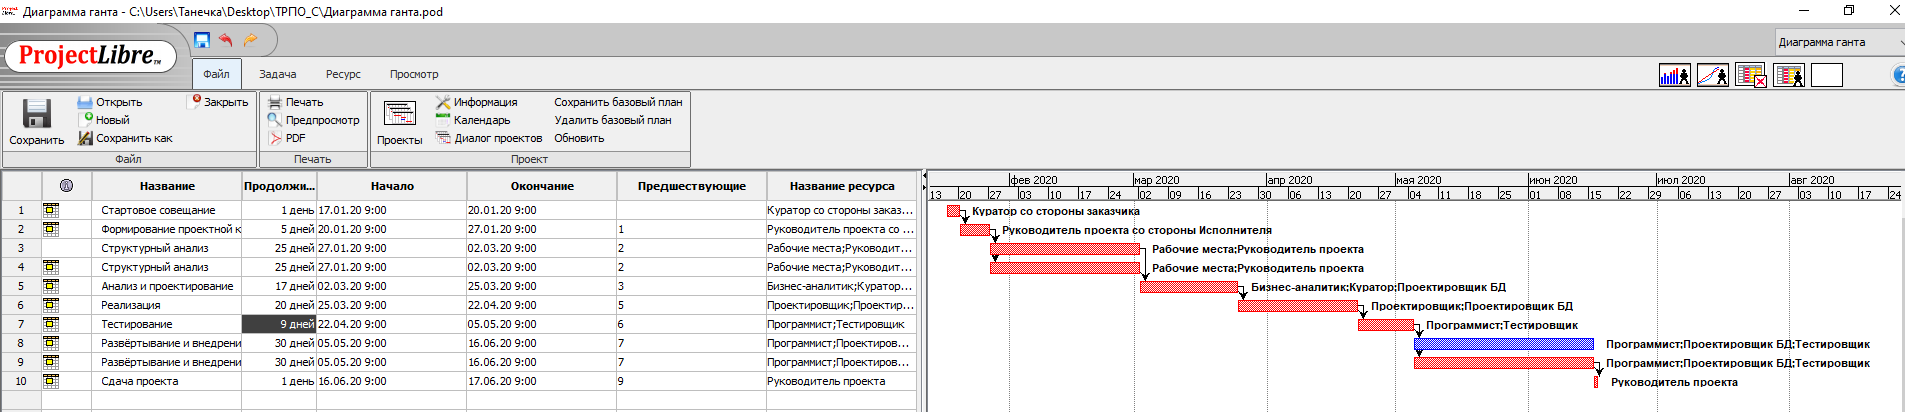 Диаграмма ганта - C:\Users\Танечка\Desktop\ТРПО_С\Диаграмма ганта.pod
ProjectLibre™
Диаграмма ганта
Файл Задача Ресурс Просмотр
Сохранить
Открыть
Новый
Сохранить как
Закрыть
Файл
Печать
Предпросмотр
PDF
Печать
Проекты
Информация
Календарь
Диалог проектов
Сохранить базовый план
Удалить базовый план
Обновить
Проект
Название Продолжи... Начало Окончание Предшествующие Название ресурса
1 Стартовое совещание 1 день 17.01.20 9:00 20.01.20 9:00 Куратор со стороны заказ...
2 Формирование проектной к 5 дней 20.01.20 9:00 27.01.20 9:00 1 Руководитель проекта со ...
3 Структурный анализ 25 дней 27.01.20 9:00 02.03.20 9:00 2 Рабочие места;Руководит...
4 Структурный анализ 25 дней 27.01.20 9:00 02.03.20 9:00 2 Рабочие места;Руководит...
5 Анализ и проектирование 17 дней 02.03.20 9:00 25.03.20 9:00 3 Бизнес-аналитик;Куратор...
6 Реализация 20 дней 25.03.20 9:00 22.04.20 9:00 5 Проектировщик;Проектир...
7 Тестирование 9 дней 22.04.20 9:00 05.05.20 9:00 6 Программист;Тестировщик
8 Развёртывание и внедрени 30 дней 05.05.20 9:00 16.06.20 9:00 7 Программист;Проектиров...
9 Развёртывание и внедрени 30 дней 05.05.20 9:00 16.06.20 9:00 7 Программист;Проектиров...
10 Сдача проекта 1 день 16.06.20 9:00 17.06.20 9:00 9 Руководитель проекта
фев 2020 мар 2020 апр 2020 мая 2020 июн 2020 июл 2020 авг 2020
13 20 27 03 10 17 24 02 09 16 23 30 06 13 20 27 04 11 18 25 01 08 15 22 29 06 13 20 27 03 10 17 24
Куратор со стороны заказчика
Руководитель проекта со стороны Исполнителя
Рабочие места;Руководитель проекта
Рабочие места;Руководитель проекта
Бизнес-аналитик;Куратор;Проектировщик БД
Проектировщик;Проектировщик БД
Программист;Тестировщик
Программист;Проектировщик БД;Тестировщик
Программист;Проектировщик БД;Тестировщик
Руководитель проекта